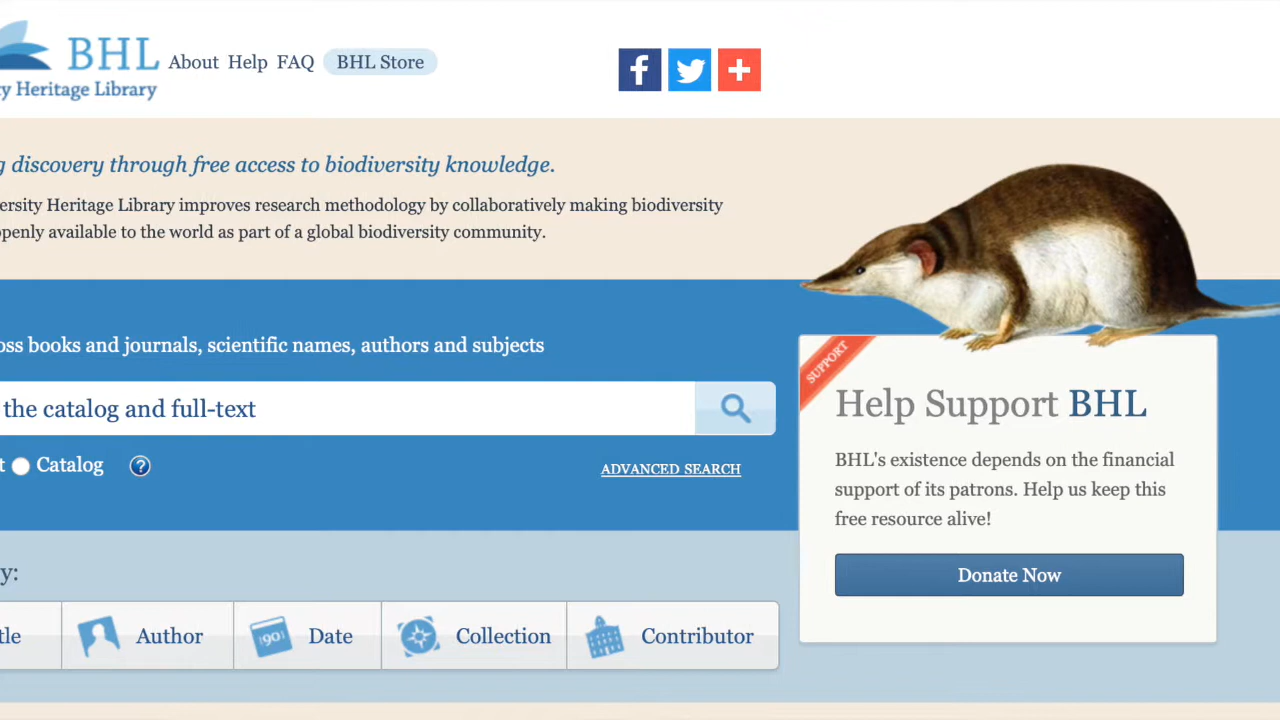 BHL
About Help FAQ BHL Store
y Heritage Library
g discovery through free access to biodiversity knowledge.
ersity Heritage Library improves research methodology by collaboratively making biodiversity
openly available to the world as part of a global biodiversity community.
oss books and journals, scientific names, authors and subjects
the catalog and full-text
t Catalog ?
ADVANCED SEARCH
SUPPORT
Help Support BHL
BHL's existence depends on the financial
support of its patrons. Help us keep this
free resource alive!
Donate Now
y:
tle Author 1901 Date Collection Contributor